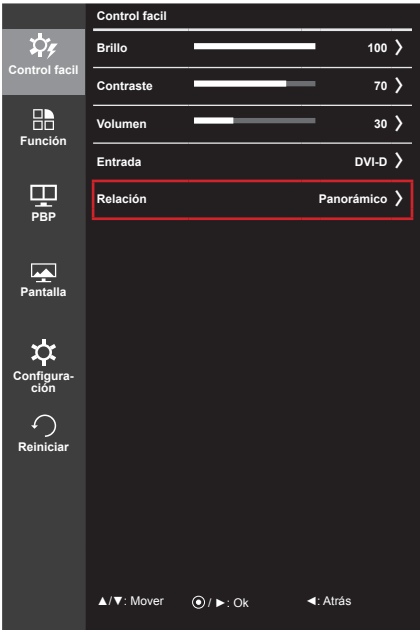 Control facil
Control facil
Función
PBP
Pantalla
Configura-
ción
Reiniciar
Brillo 100
Contraste 70
Volumen 30
Entrada DVI-D
Relación Panorámico
▲/▼: Mover ◉ / ►: Ok ◄: Atrás